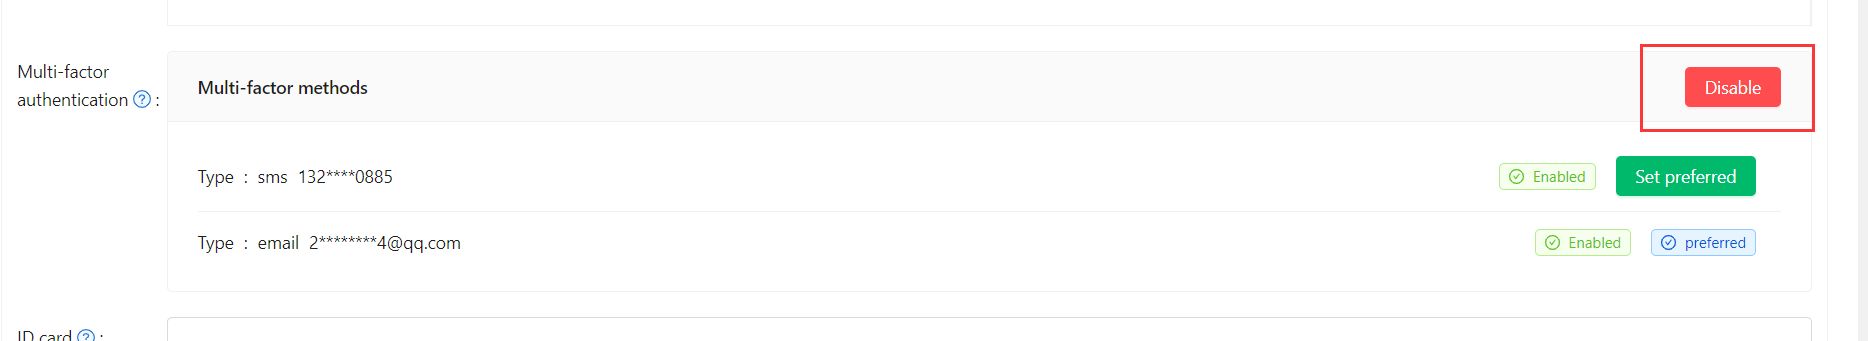 Multi-factor
authentication ? :
Multi-factor methods
Disable
Type : sms 132****0885
Enabled
Set preferred
Type : email 2********4@qq.com
Enabled
preferred
ID card ? :